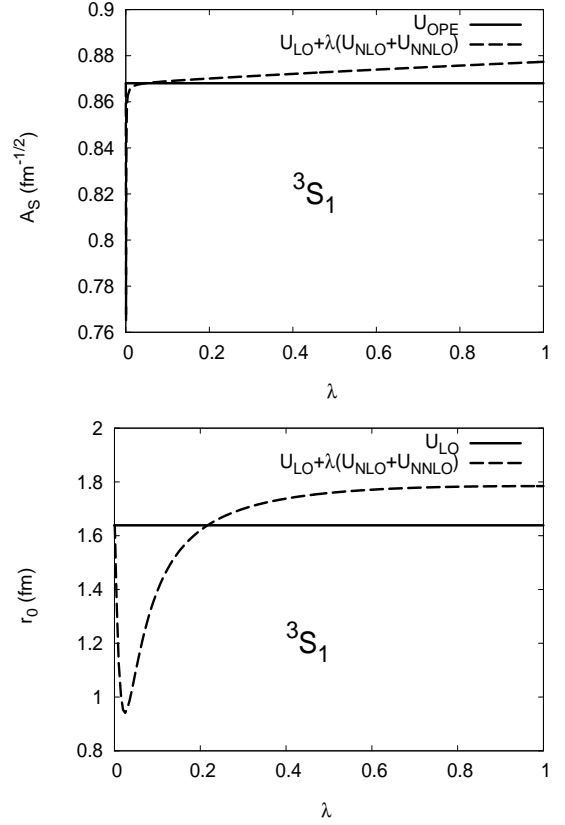 0.9
0.88
0.86
0.84
0.82
0.8
0.78
0.76
0 0.2 0.4 0.6 0.8 1
A_S (fm^{-1/2})
λ
^3S_1
U_OPE
U_LO+λ(U_NLO+U_NNLO)
2
1.8
1.6
1.4
1.2
1
0.8
0 0.2 0.4 0.6 0.8 1
r_0 (fm)
λ
^3S_1
U_LO
U_LO+λ(U_NLO+U_NNLO)